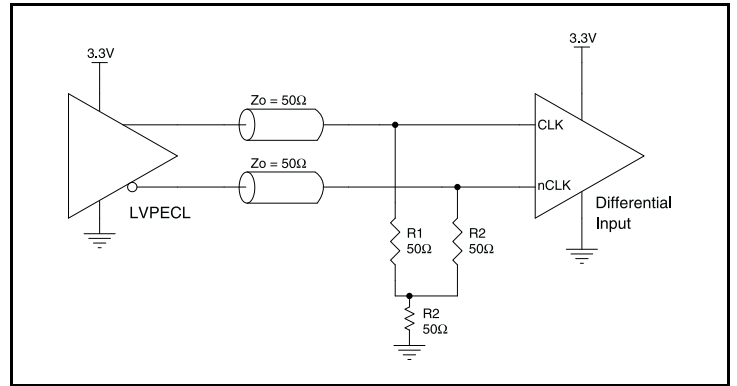 3.3V
3.3V
Zo = 50Ω
CLK
Zo = 50Ω
nCLK
LVPECL
Differential
Input
R1
50Ω
R2
50Ω
R2
50Ω